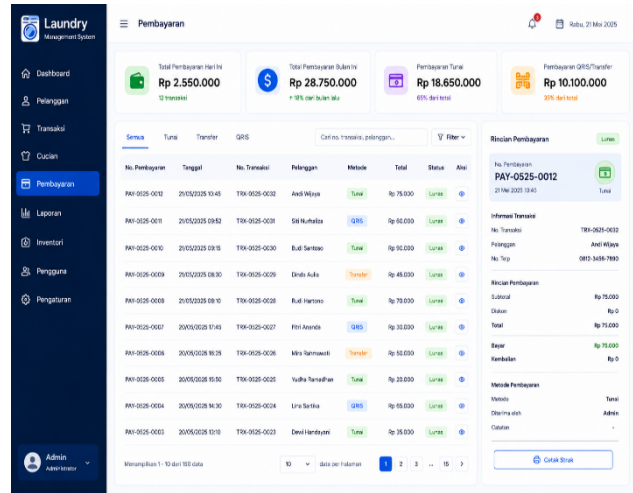 Laundry
Management System
Dashboard
Pelanggan
Transaksi
Cucian
Pembayaran
Laporan
Inventori
Pengguna
Pengaturan
Admin
Administrator
Pembayaran
Rabu, 21 Mei 2025
Total Pembayaran Hari Ini
Rp 2.550.000
12 transaksi
Total Pembayaran Bulan Ini
Rp 28.750.000
+ 18% dari bulan lalu
Pembayaran Tunai
Rp 18.650.000
65% dari total
Pembayaran QRIS/Transfer
Rp 10.100.000
35% dari total
Semua Tunai Transfer QRIS Cari no. transaksi, pelanggan... Filter
No. Pembayaran Tanggal No. Transaksi Pelanggan Metode Total Status Aksi
PAY-0525-0012 21/05/2025 10:45 TRX-0525-0032 Andi Wijaya Tunai Rp 75.000 Lunas
PAY-0525-0011 21/05/2025 09:52 TRX-0525-0031 Siti Nurhaliza QRIS Rp 60.000 Lunas
PAY-0525-0010 21/05/2025 09:15 TRX-0525-0030 Budi Santoso Tunai Rp 90.000 Lunas
PAY-0525-0009 21/05/2025 08:30 TRX-0525-0029 Dinda Aulia Transfer Rp 45.000 Lunas
PAY-0525-0008 21/05/2025 08:10 TRX-0525-0028 Rudi Hartono Tunai Rp 70.000 Lunas
PAY-0525-0007 20/05/2025 17:45 TRX-0525-0027 Fitri Ananda QRIS Rp 30.000 Lunas
PAY-0525-0006 20/05/2025 16:25 TRX-0525-0026 Mira Rahmawati Transfer Rp 50.000 Lunas
PAY-0525-0005 20/05/2025 15:50 TRX-0525-0025 Yudha Ramadhan Tunai Rp 20.000 Lunas
PAY-0525-0004 20/05/2025 14:30 TRX-0525-0024 Lina Sartika QRIS Rp 65.000 Lunas
PAY-0525-0003 20/05/2025 13:10 TRX-0525-0023 Dewi Handayani Tunai Rp 35.000 Lunas
Menampilkan 1 - 10 dari 150 data 10 data per halaman 1 2 3 ... 15 >
Rincian Pembayaran Lunas
No. Pembayaran
PAY-0525-0012
21 Mei 2025 10:45 Tunai
Informasi Transaksi
No. Transaksi TRX-0525-0032
Pelanggan Andi Wijaya
No. Telp 0812-3456-7890
Rincian Pembayaran
Subtotal Rp 75.000
Diskon Rp 0
Total Rp 75.000
Bayar Rp 75.000
Kembalian Rp 0
Metode Pembayaran
Metode Tunai
Diterima oleh Admin
Catatan -
Cetak Struk